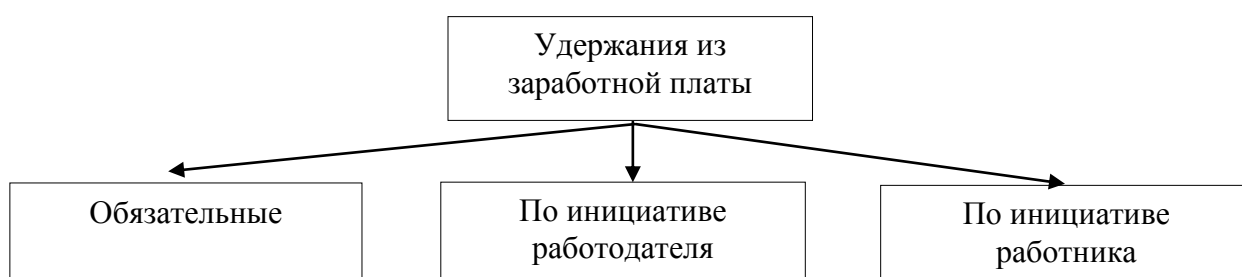 Удержания из
заработной платы
Обязательные
По инициативе
работодателя
По инициативе
работника